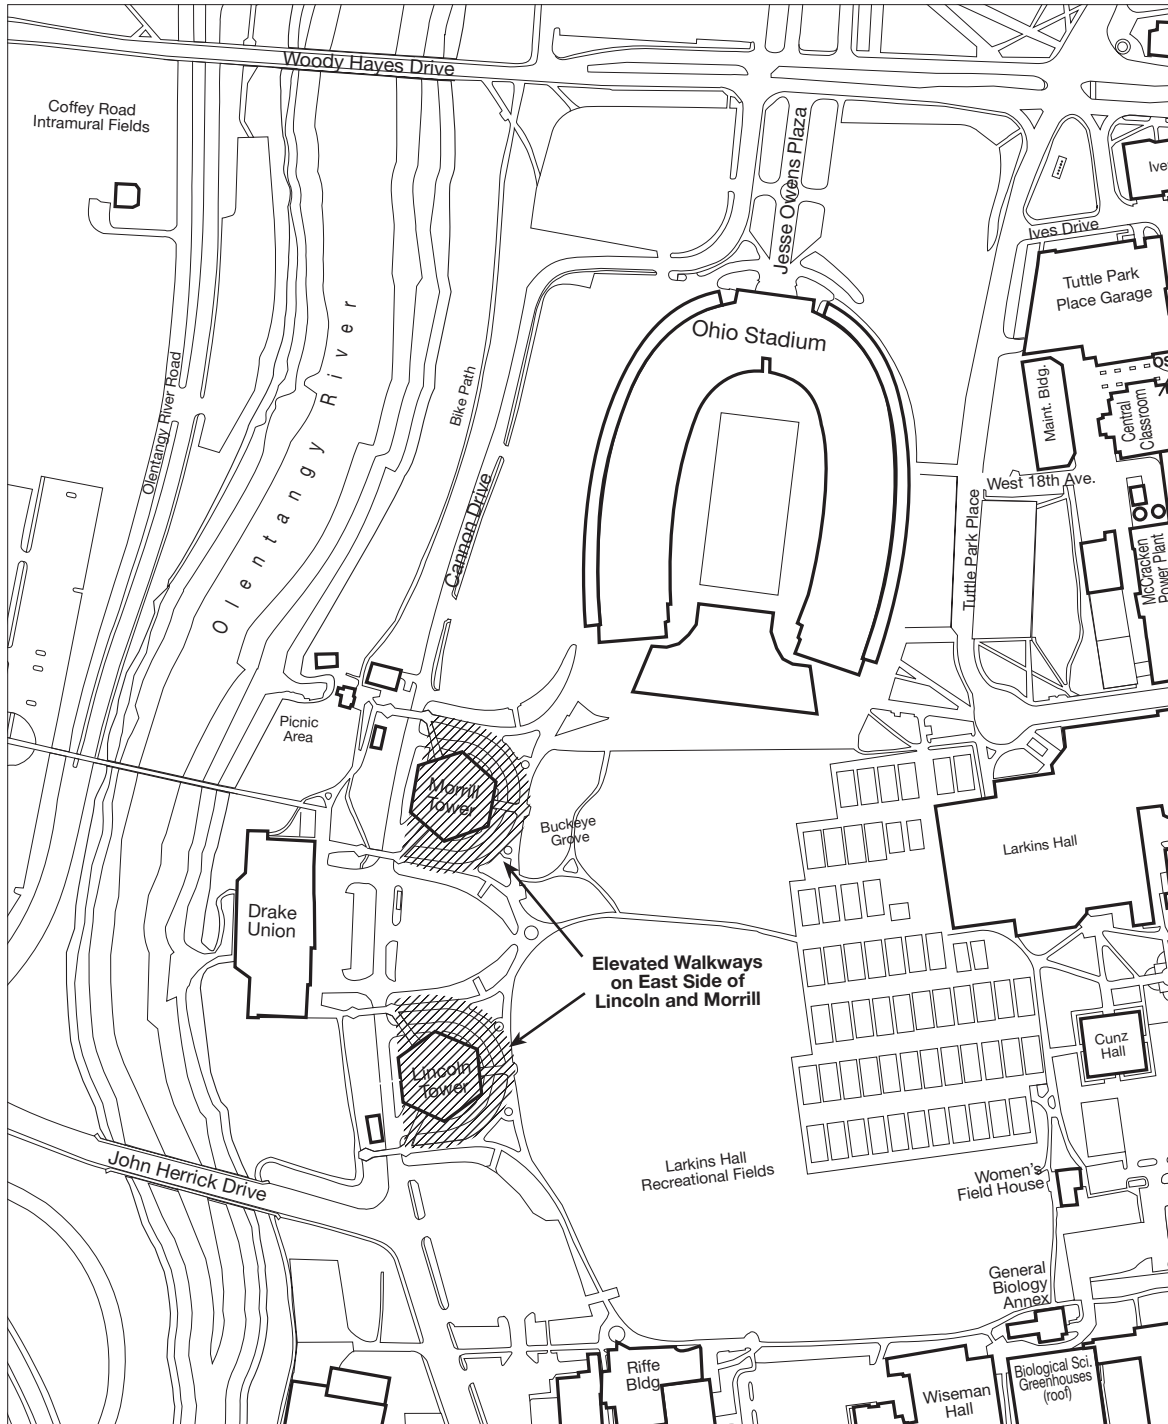 Woody Hayes Drive
Coffey Road
Intramural Fields
Jesse Owens Plaza
Ives Drive
Tuttle Park
Place Garage
Ohio Stadium
Olentangy River
Olentangy River Road
Bike Path
Cannon Drive
Maint. Bldg.
Central
Classroom
West 18th Ave.
Tuttle Park Place
McCracken
Power Plant
Picnic
Area
Morrill
Tower
Buckeye
Grove
Larkins Hall
Drake
Union
Elevated Walkways
on East Side of
Lincoln and Morrill
Cunz
Hall
Lincoln
Tower
John Herrick Drive
Larkins Hall
Recreational Fields
Women's
Field House
General
Biology
Annex
Riffe
Bldg
Wiseman
Hall
Biological Sci.
Greenhouses
(roof)